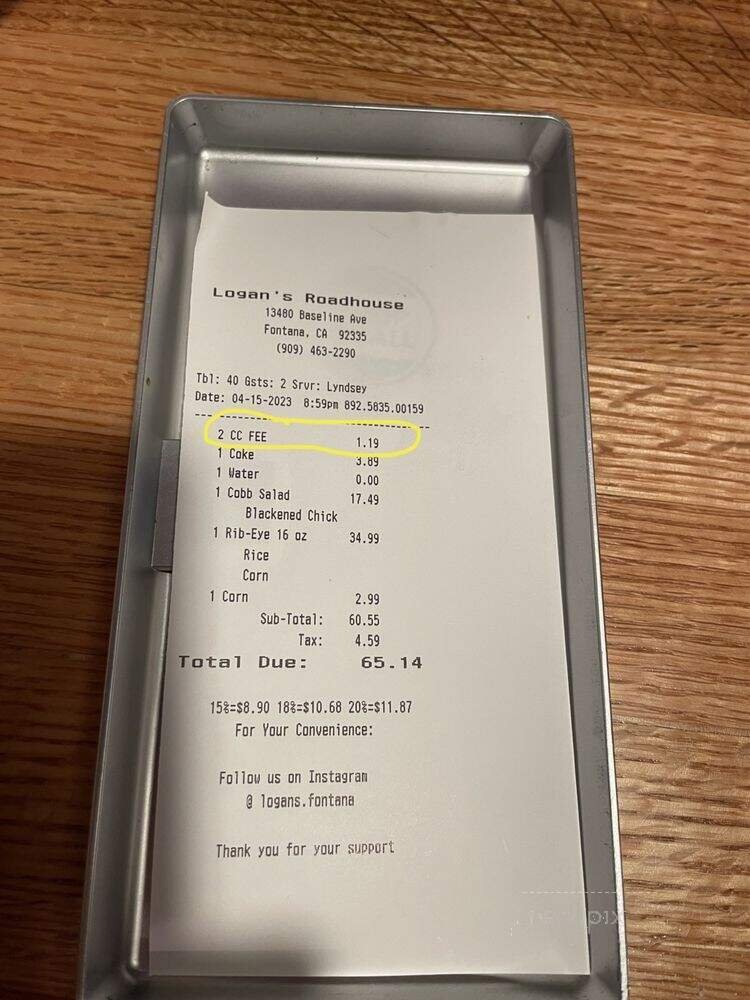 Logan's Roadhouse
13480 Baseline Ave
Fontana, CA 92335
(909) 463-2290
Tbl: 40 Gsts: 2 Srvr: Lyndsey
Date: 04-15-2023 8:59pm 892.5835.00159
2 CC FEE 1.19
1 Coke 3.89
1 Water 0.00
1 Cobb Salad 17.49
Blackened Chick
1 Rib-Eye 16 oz 34.99
Rice
Corn
1 Corn 2.99
Sub-Total: 60.55
Tax: 4.59
Total Due: 65.14
15%=$8.90 18%=$10.68 20%=$11.87
For Your Convenience:
Follow us on Instagram
@ logans.fontana
Thank you for your support